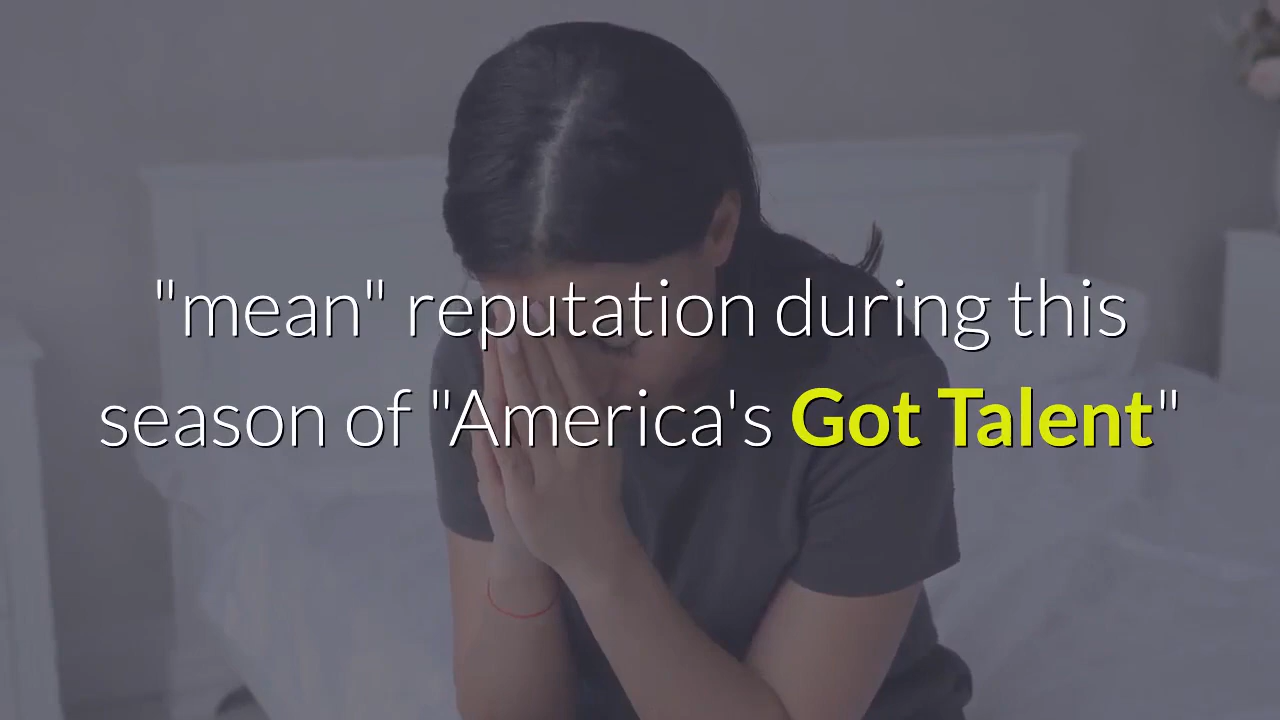 "mean" reputation during this
season of "America's Got Talent"